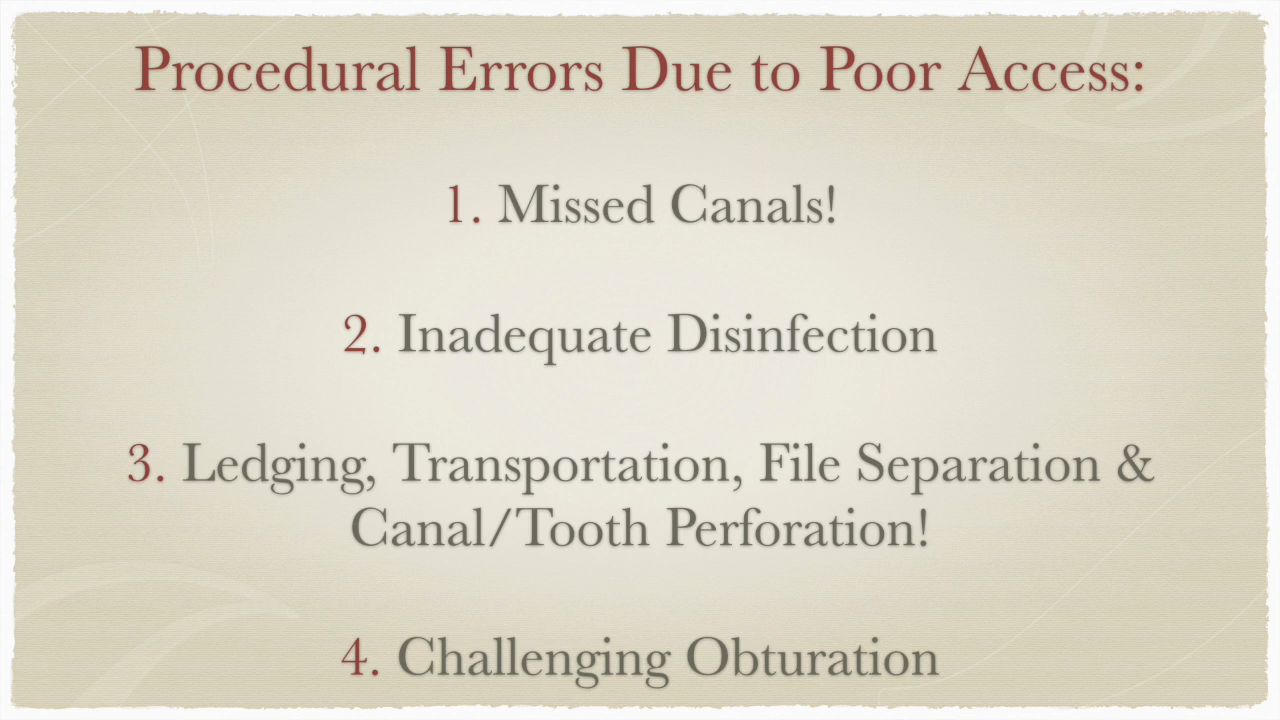 Procedural Errors Due to Poor Access:
1. Missed Canals!
2. Inadequate Disinfection
3. Ledging, Transportation, File Separation &
Canal/Tooth Perforation!
4. Challenging Obturation